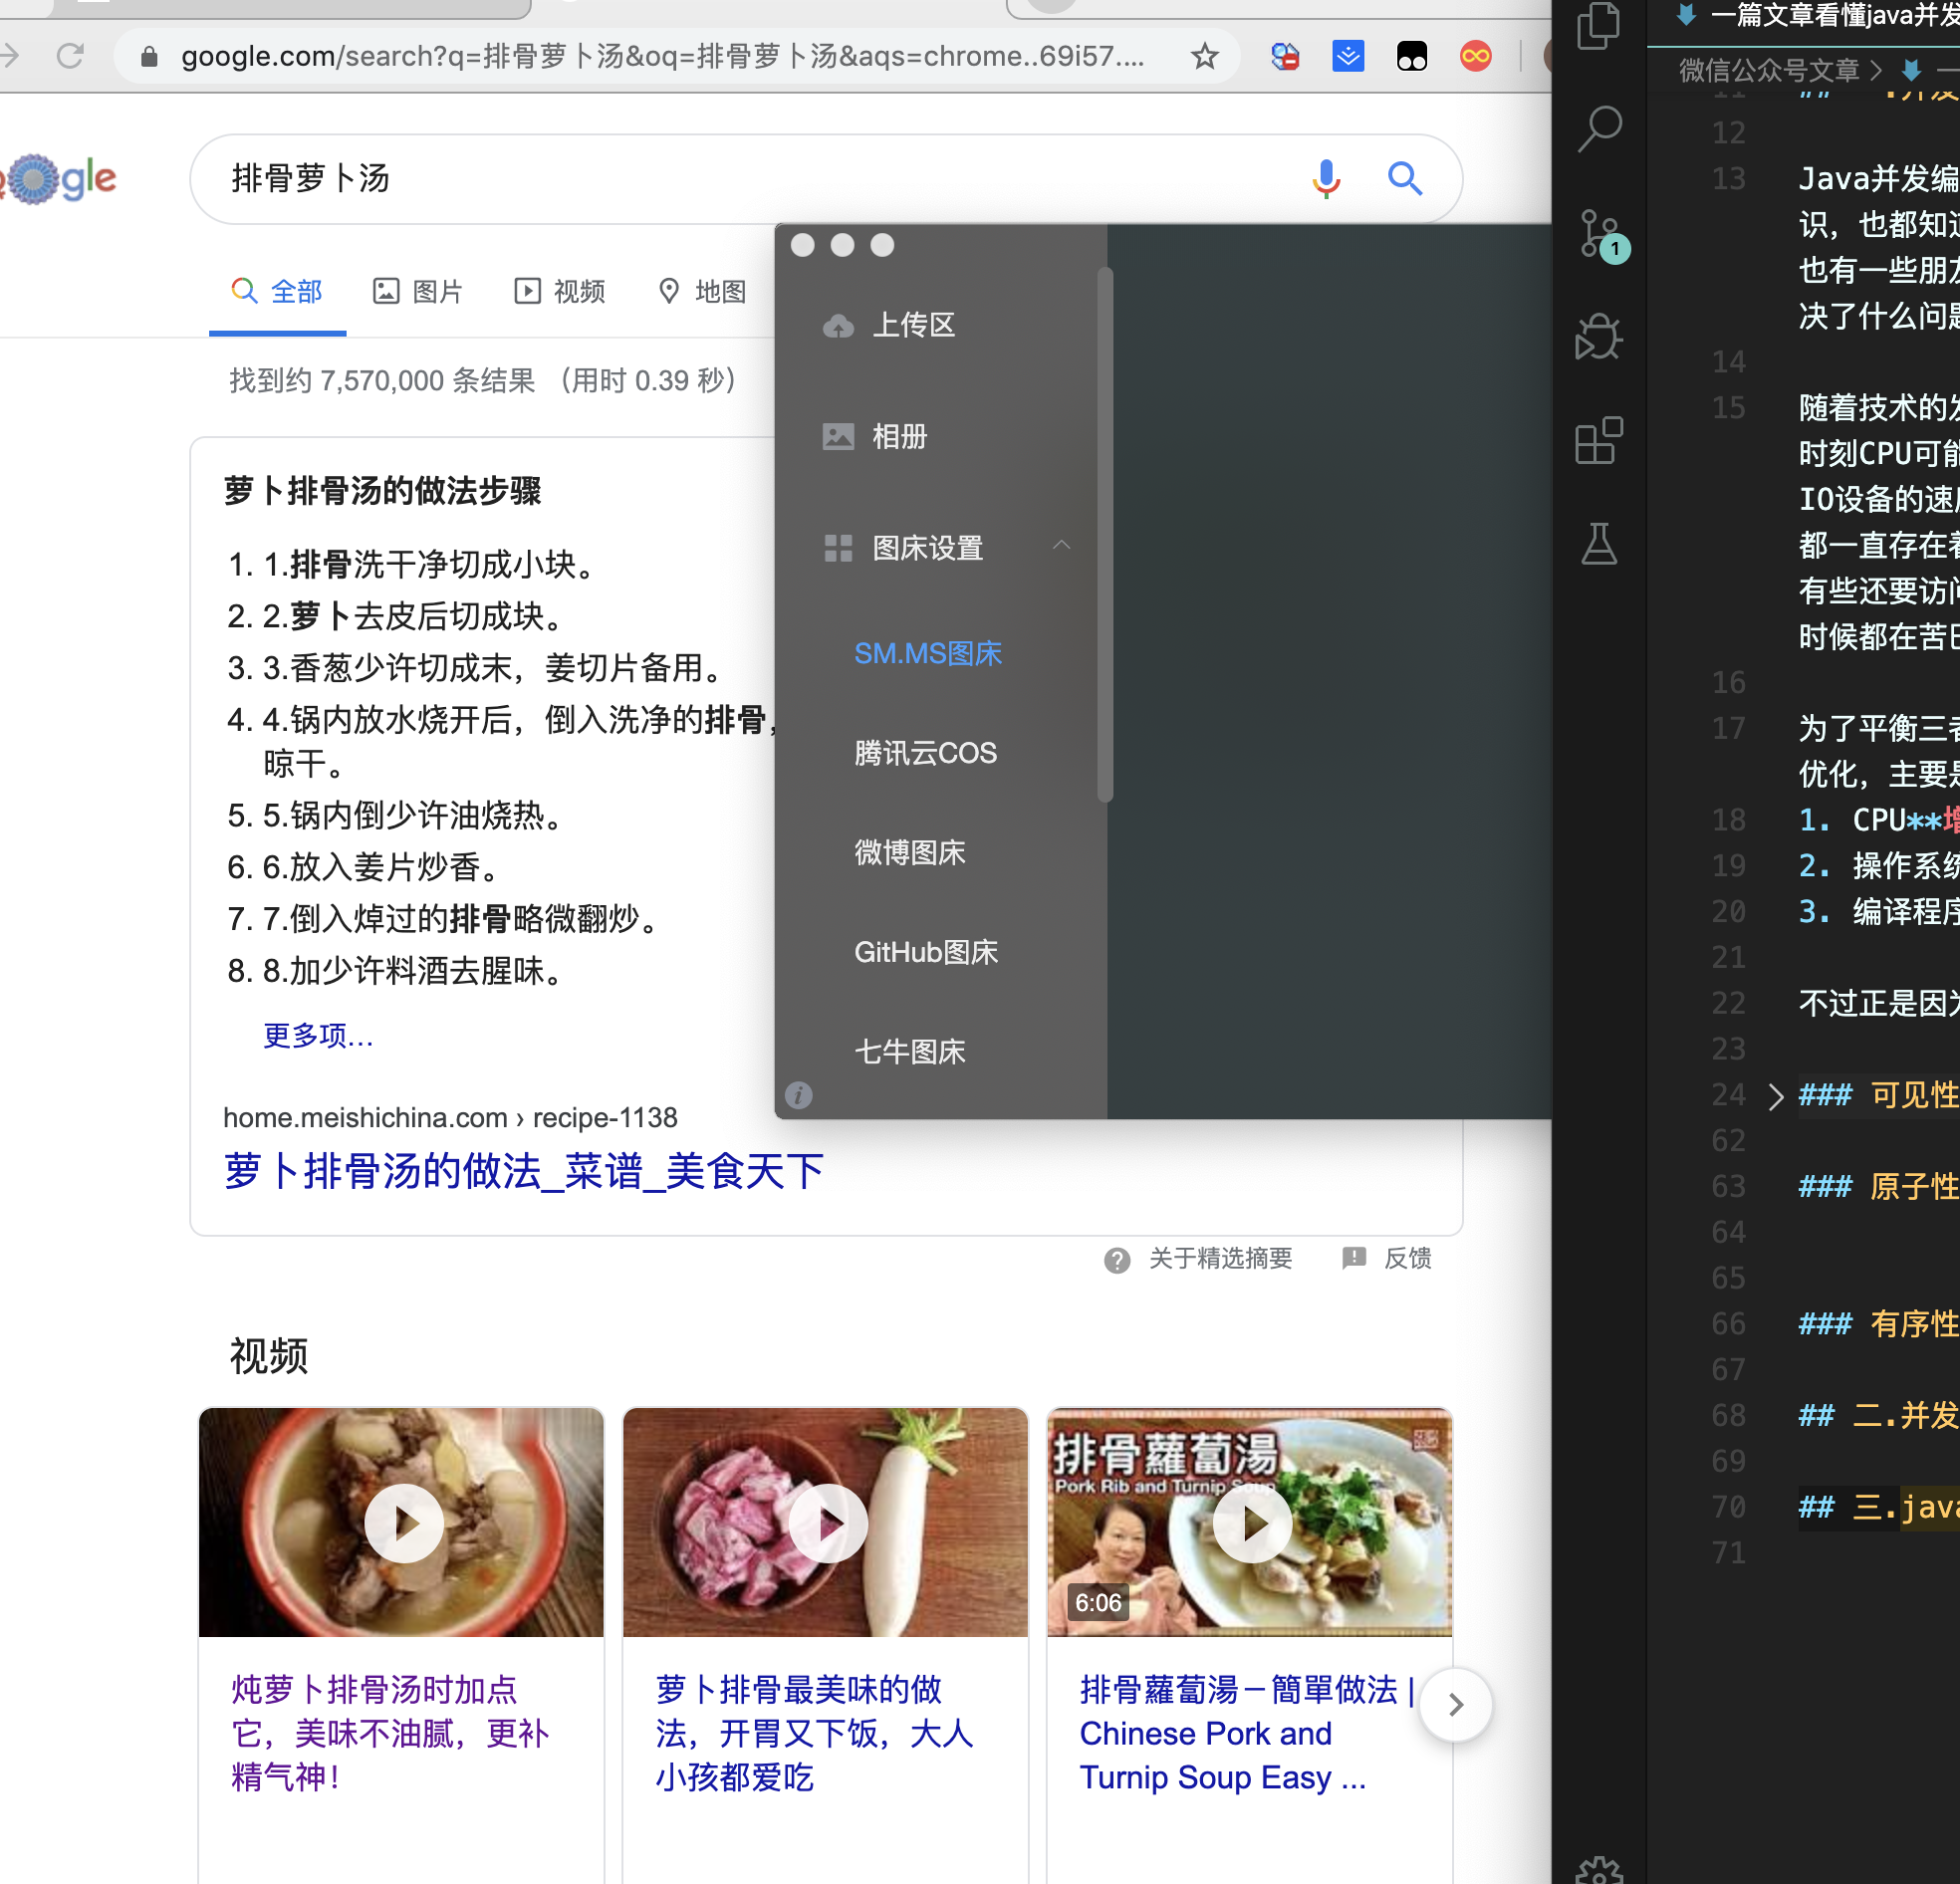 google.com/search?q=排骨萝卜汤&oq=排骨萝卜汤&aqs=chrome..69i57....
排骨萝卜汤
全部
图片
视频
地图
找到约 7,570,000 条结果 （用时 0.39 秒）
萝卜排骨汤的做法步骤
1. 1.排骨洗干净切成小块。
2. 2.萝卜去皮后切成块。
3. 3.香葱少许切成末，姜切片备用。
4. 4.锅内放水烧开后，倒入洗净的排骨，
晾干。
5. 5.锅内倒少许油烧热。
6. 6.放入姜片炒香。
7. 7.倒入焯过的排骨略微翻炒。
8. 8.加少许料酒去腥味。
更多项...
home.meishichina.com › recipe-1138
萝卜排骨汤的做法_菜谱_美食天下
关于精选摘要
反馈
视频
排骨蘿蔔湯
Pork Rib and Turnip Soup
6:06
炖萝卜排骨汤时加点
它，美味不油腻，更补
精气神！
萝卜排骨最美味的做
法，开胃又下饭，大人
小孩都爱吃
排骨蘿蔔湯－簡單做法 |
Chinese Pork and
Turnip Soup Easy ...
上传区
相册
图床设置
SM.MS图床
腾讯云COS
微博图床
GitHub图床
七牛图床
1
一篇文章看懂java并发
微信公众号文章 >
12
13 Java并发编
识，也都知道
也有一些朋友
决了什么问题
14
15 随着技术的发
时刻CPU可能
IO设备的速度
都一直存在着
有些还要访问
时候都在苦巴
16
17 为了平衡三者
优化，主要是
18 1. CPU**增
19 2. 操作系统
20 3. 编译程序
21
22 不过正是因为
23
24 ### 可见性
62
63 ### 原子性
64
65
66 ### 有序性
67
68 ## 二.并发
69
70 ## 三.java
71